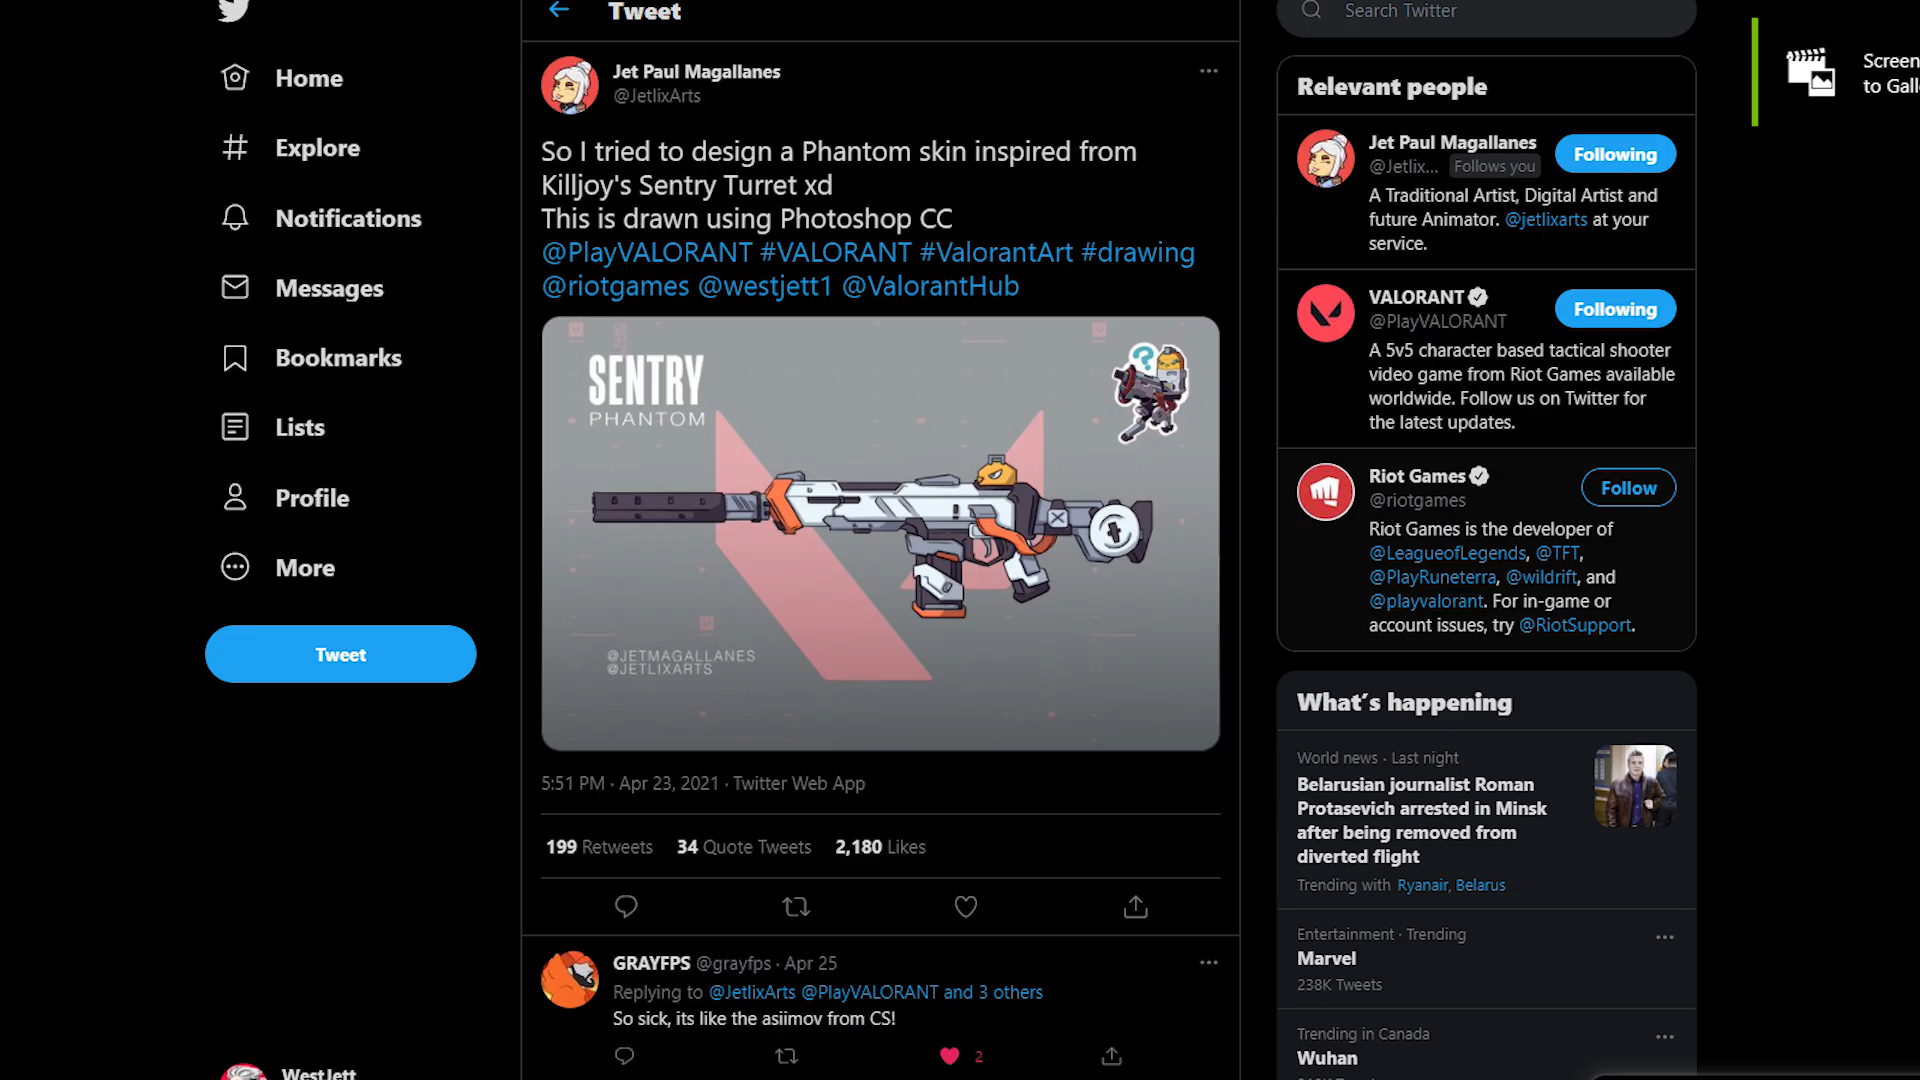 Home
Explore
Notifications
Messages
Bookmarks
Lists
Profile
More
Tweet
WestJett
Tweet
Jet Paul Magallanes
@JetlixArts
So I tried to design a Phantom skin inspired from
Killjoy's Sentry Turret xd
This is drawn using Photoshop CC
@PlayVALORANT #VALORANT #ValorantArt #drawing
@riotgames @westjett1 @ValorantHub
SENTRY
PHANTOM
@JETMAGALLANES
@JETLIXARTS
5:51 PM · Apr 23, 2021 · Twitter Web App
199 Retweets 34 Quote Tweets 2,180 Likes
GRAYFPS @grayfps · Apr 25
Replying to @JetlixArts @PlayVALORANT and 3 others
So sick, its like the asiimov from CS!
2
Search Twitter
Relevant people
Jet Paul Magallanes
@Jetlix... Follows you
Following
A Traditional Artist, Digital Artist and
future Animator. @jetlixarts at your
service.
VALORANT
@PlayVALORANT
Following
A 5v5 character based tactical shooter
video game from Riot Games available
worldwide. Follow us on Twitter for
the latest updates.
Riot Games
@riotgames
Follow
Riot Games is the developer of
@LeagueofLegends, @TFT,
@PlayRuneterra, @wildrift, and
@playvalorant. For in-game or
account issues, try @RiotSupport.
What's happening
World news · Last night
Belarusian journalist Roman
Protasevich arrested in Minsk
after being removed from
diverted flight
Trending with Ryanair, Belarus
Entertainment · Trending
Marvel
238K Tweets
Trending in Canada
Wuhan
Screen
to Gall